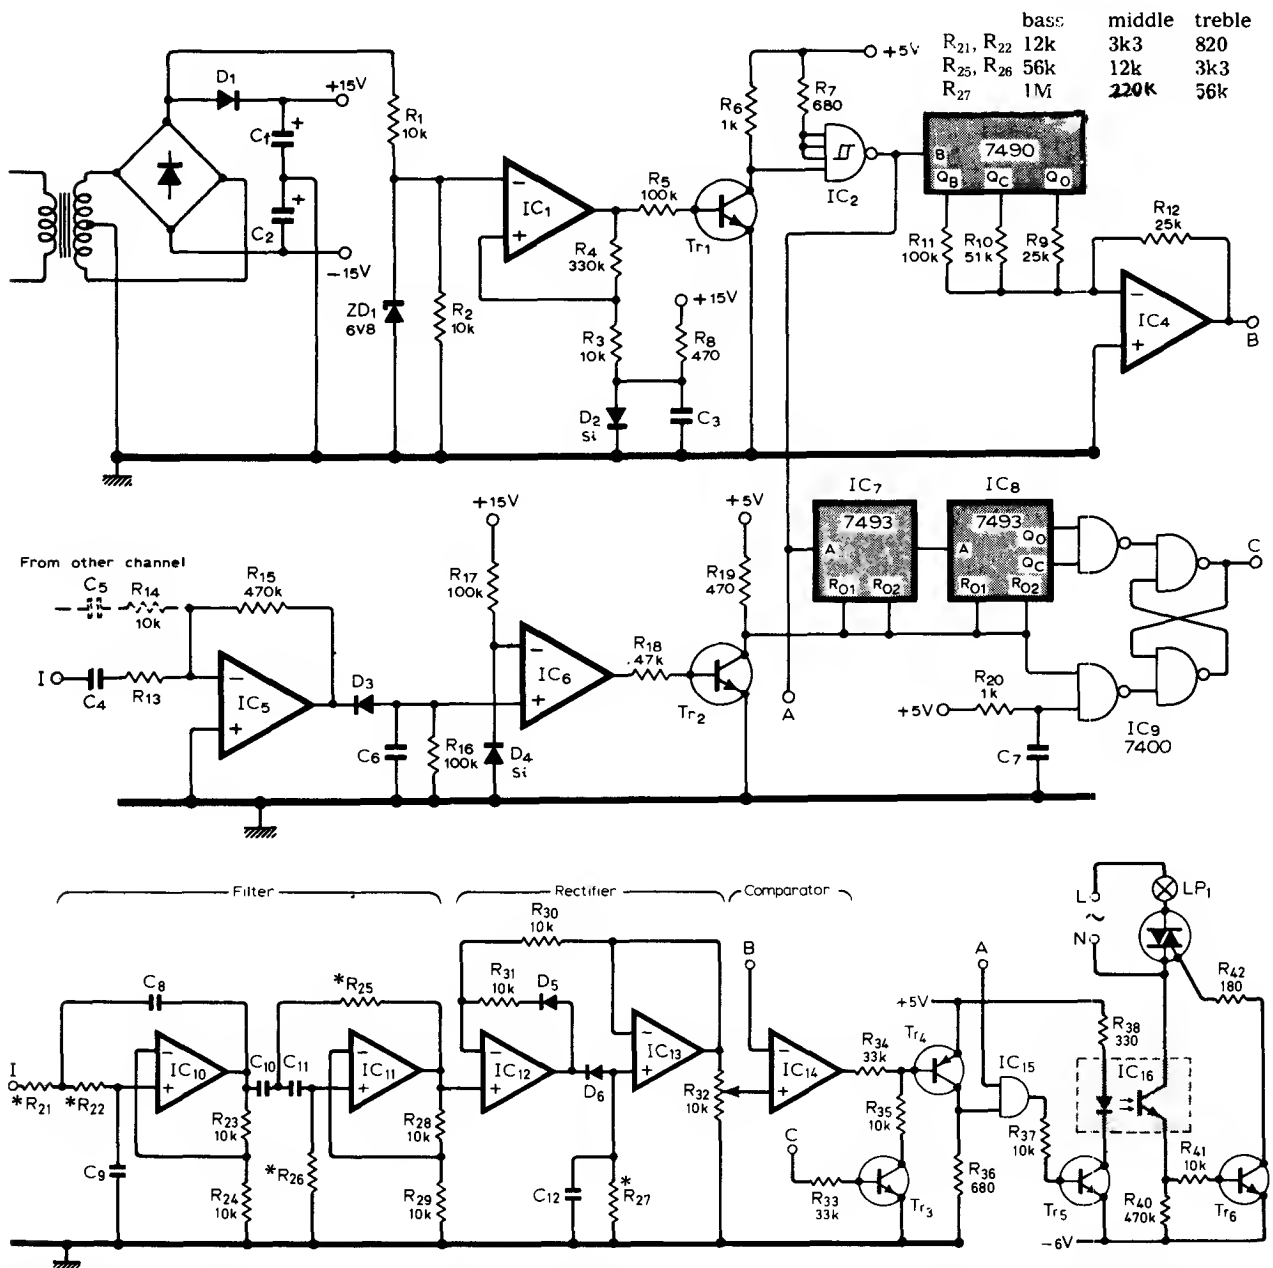 bass middle treble
R21, R22 12k 3k3 820
R25, R26 56k 12k 3k3
R27 1M 220K 56k
+5V
D1
+15V
C1
+
C2
+
-15V
R1
10k
ZD1
6V8
R2
10k
-
+
IC1
R5
100k
R4
330k
R3
10k
+15V
R8
470
D2
Si
C3
Tr1
R6
1k
R7
680
IC2
B
7490
QB QC QD
R11
100k
R10
51k
R9
25k
R12
25k
-
+
IC4
B
From other channel
C5
R14
10k
R15
470k
I
C4
R13
-
+
IC5
D3
C6
R16
100k
+15V
R17
100k
D4
Si
-
+
IC6
R18
47k
+5V
R19
470
Tr2
A
IC7
7493
A
R01 R02
IC8
7493
A
QD
QC
R01 R02
C
R20
1k
+5V
C7
IC9
7400
Filter
Rectifier
Comparator
I
*R21
*R22
C8
C9
-
+
IC10
C10
C11
R23
10k
R24
10k
*R25
*R26
-
+
IC11
R28
10k
R29
10k
R30
10k
R31
10k
D5
-
+
IC12
D6
C12
*
R27
-
+
IC13
R32
10k
B
-
+
IC14
C
R33
33k
R34
33k
R35
10k
Tr3
Tr4
+5V
R36
680
A
IC15
R37
10k
Tr5
-6V
R38
330
IC16
L
~
N
LP1
R42
180
R41
10k
R40
470k
Tr6